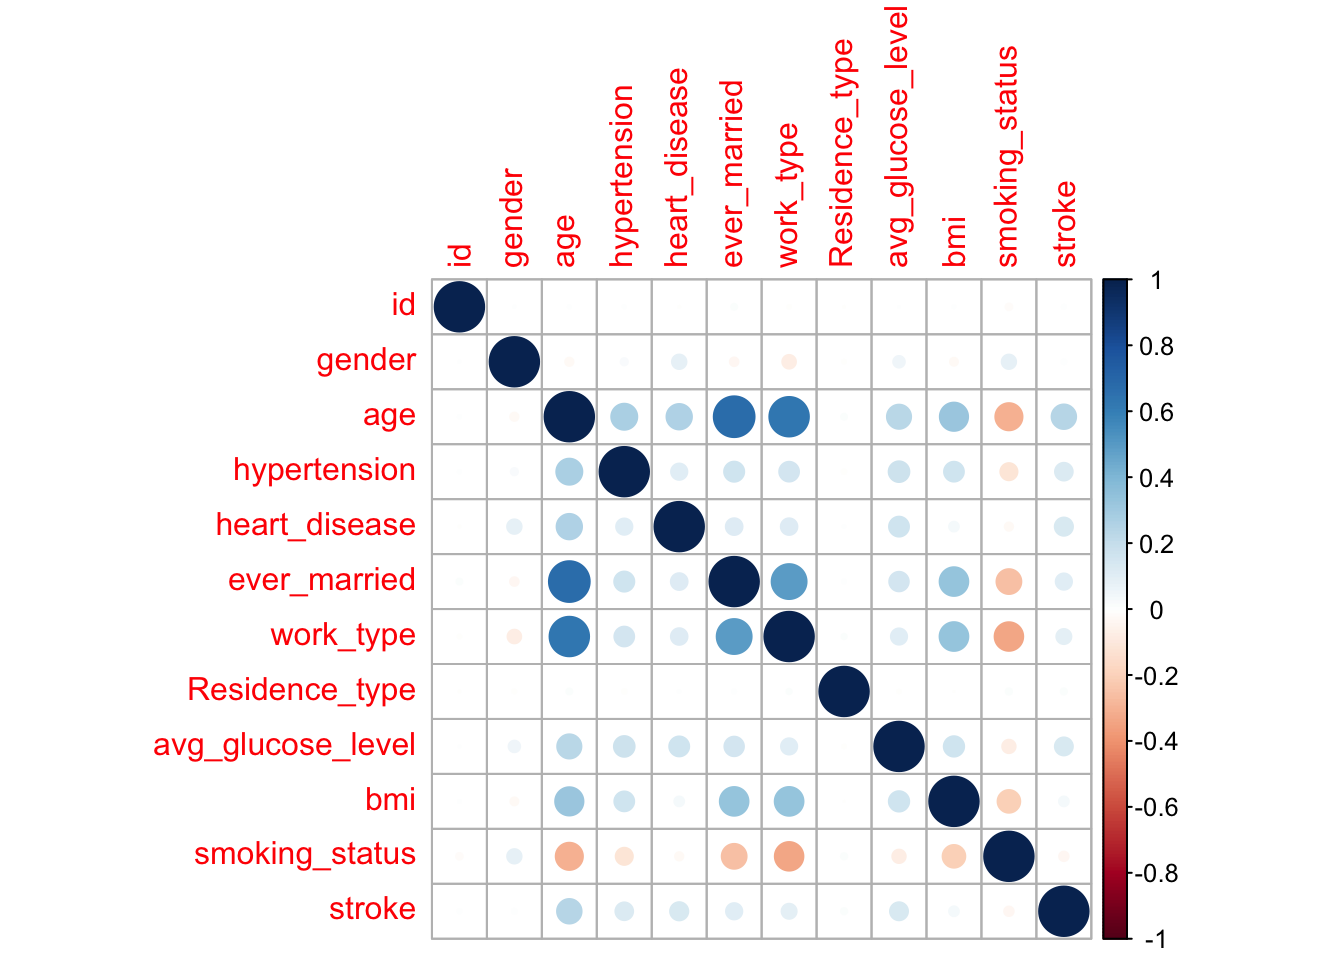 id
gender
age
hypertension
heart_disease
ever_married
work_type
Residence_type
avg_glucose_level
bmi
smoking_status
stroke
id
gender
age
hypertension
heart_disease
ever_married
work_type
Residence_type
avg_glucose_level
bmi
smoking_status
stroke
1
0.8
0.6
0.4
0.2
0
-0.2
-0.4
-0.6
-0.8
-1